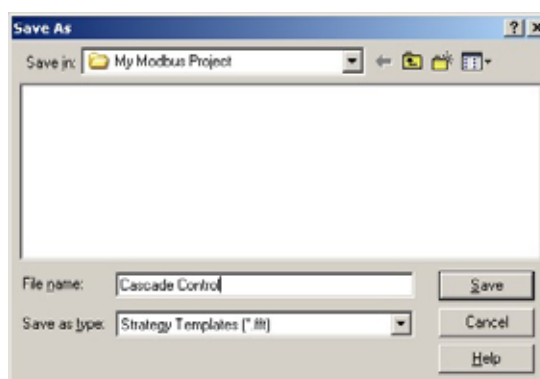 Save As
Save in: My Modbus Project
File name: Cascade Control
Save
Save as type: Strategy Templates (*.fft)
Cancel
Help